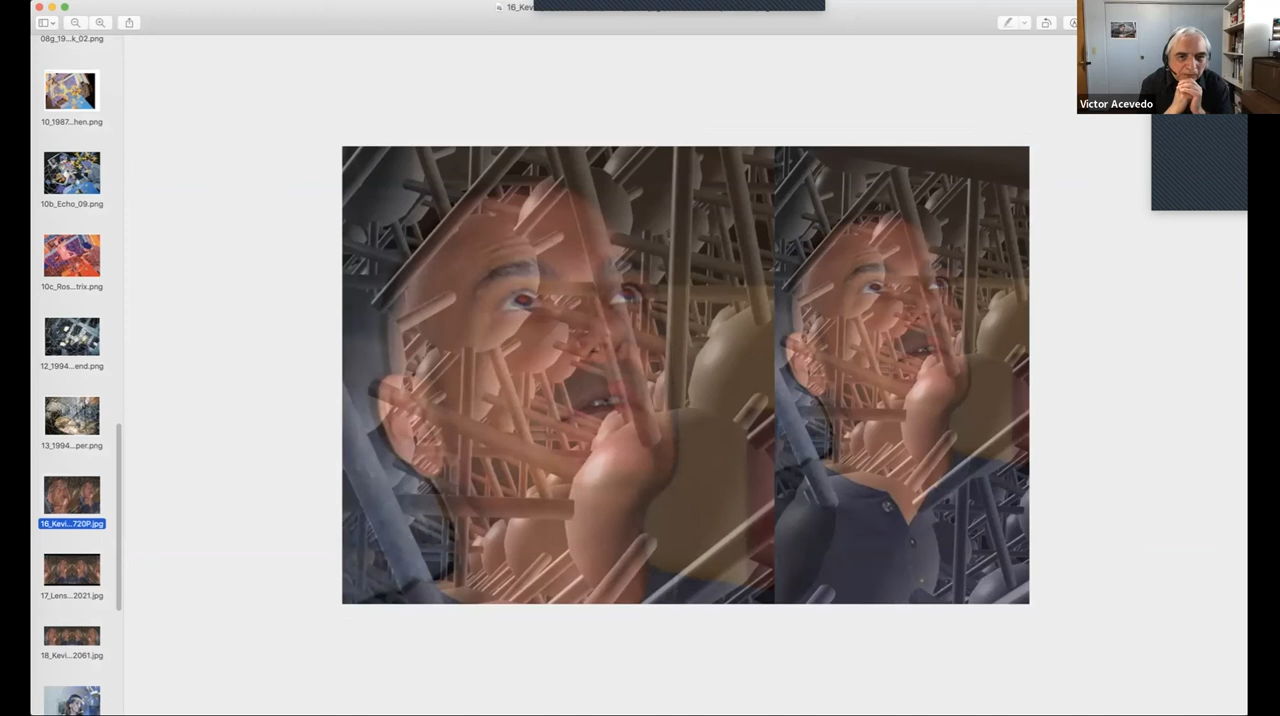 16_Kev
08g_19...k_02.png
10_1987...hen.png
10b_Echo_09.png
10c_Ros...trix.png
12_1994...end.png
13_1994...per.png
16_Kevi...720P.jpg
17_Lens...2021.jpg
18_Kevi...2061.jpg
Victor Acevedo